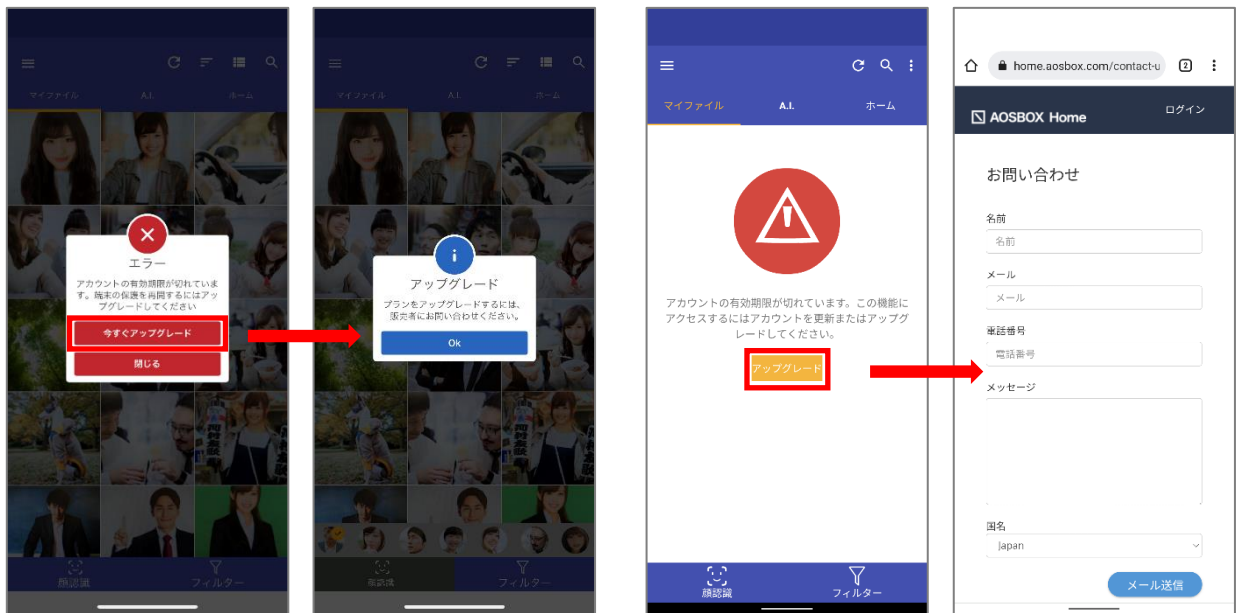 マイファイル
A.I.
ホーム
エラー
アカウントの有効期限が切れていま
す。端末の保護を再開するにはアッ
プグレードしてください
今すぐアップグレード
閉じる
顔認識
フィルター
マイファイル
A.I.
ホーム
アップグレード
プランをアップグレードするには、
販売者にお問い合わせください。
Ok
顔認識
フィルター
マイファイル
A.I.
ホーム
アカウントの有効期限が切れています。この機能に
アクセスするにはアカウントを更新またはアップグ
レードしてください。
アップグレード
顔認識
フィルター
home.aosbox.com/contact-u
2
AOSBOX Home
ログイン
お問い合わせ
名前
名前
メール
メール
電話番号
電話番号
メッセージ
国名
Japan
メール送信